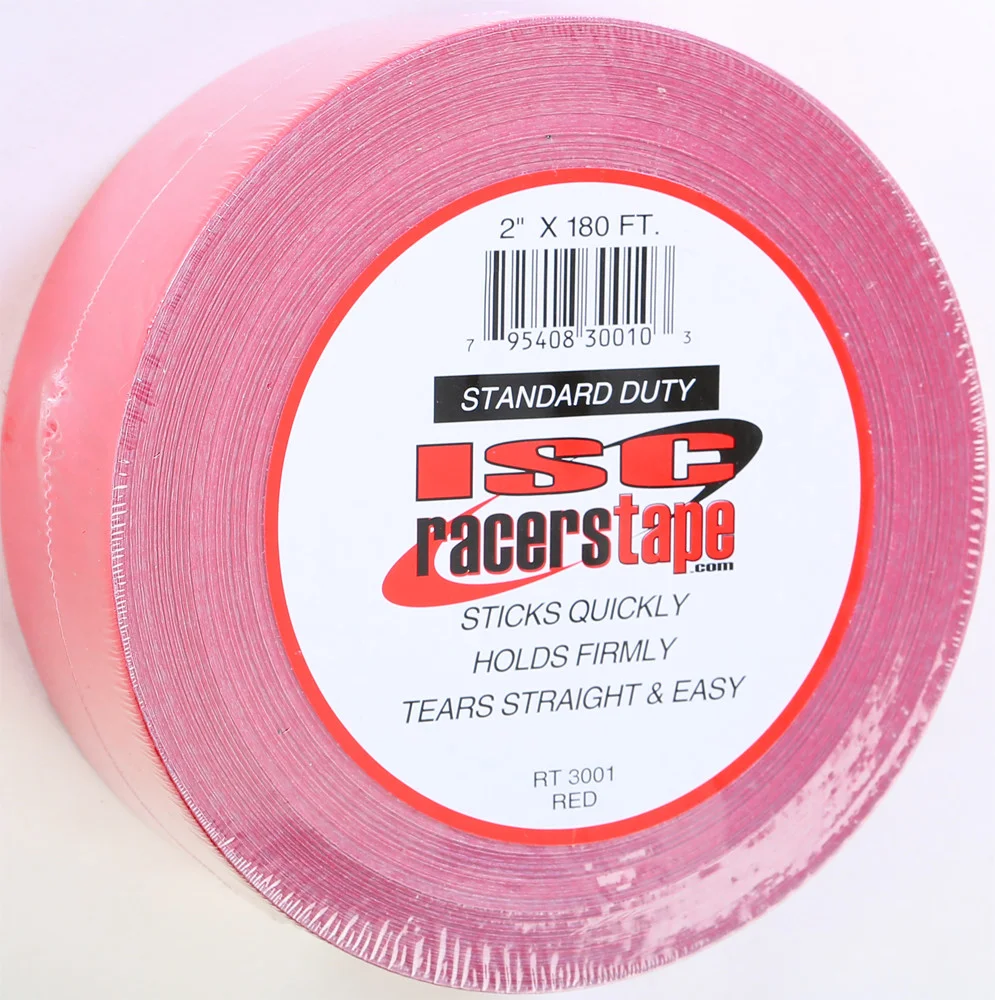 2" X 180 FT.
7 95408 30010 3
STANDARD DUTY
ISC
racerstape
.com
STICKS QUICKLY
HOLDS FIRMLY
TEARS STRAIGHT & EASY
RT 3001
RED